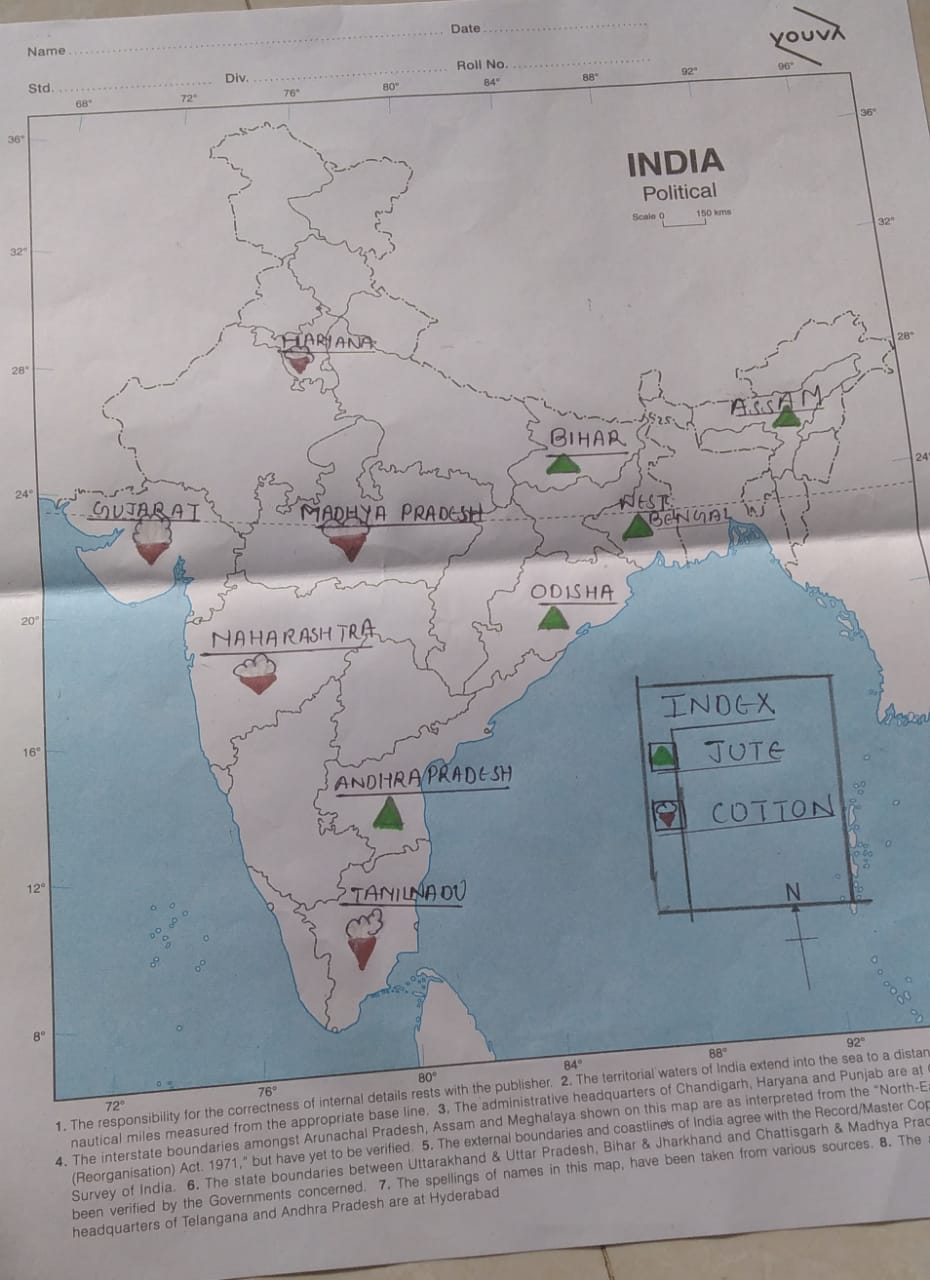 Name
Date
YOUVA
Std.
Div.
Roll No.
68°
72°
76°
80°
84°
88°
92°
96°
36°
36°
INDIA
Political
Scale 0 150 kms
32°
32°
28°
28°
HARYANA
ASSAM
BIHAR
24°
24°
GUJARAT
MADHYA PRADESH
WEST
BENGAL
ODISHA
20°
MAHARASHTRA
INDEX
16°
JUTE
ANDHRA PRADESH
COTTON
12°
TAMILNADU
N
8°
72°
76°
80°
84°
88°
92°
1. The responsibility for the correctness of internal details rests with the publisher. 2. The territorial waters of India extend into the sea to a distan
nautical miles measured from the appropriate base line. 3. The administrative headquarters of Chandigarh, Haryana and Punjab are at
4. The interstate boundaries amongst Arunachal Pradesh, Assam and Meghalaya shown on this map are as interpreted from the "North-Ea
(Reorganisation) Act. 1971," but have yet to be verified. 5. The external boundaries and coastlines of India agree with the Record/Master Cop
Survey of India. 6. The state boundaries between Uttarakhand & Uttar Pradesh, Bihar & Jharkhand and Chattisgarh & Madhya Prad
been verified by the Governments concerned. 7. The spellings of names in this map, have been taken from various sources. 8. The
headquarters of Telangana and Andhra Pradesh are at Hyderabad